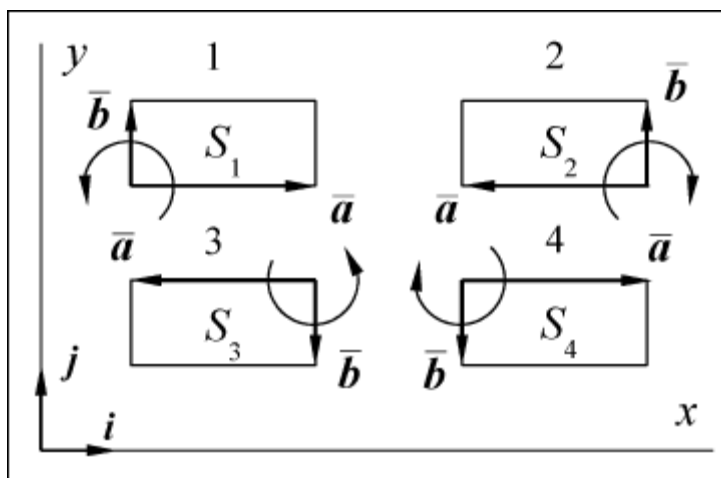 y 1 2
b̄ b̄
S₁ S₂
ā ā
ā 3 4 ā
S₃ S₄
b̄ b̄
j
i x